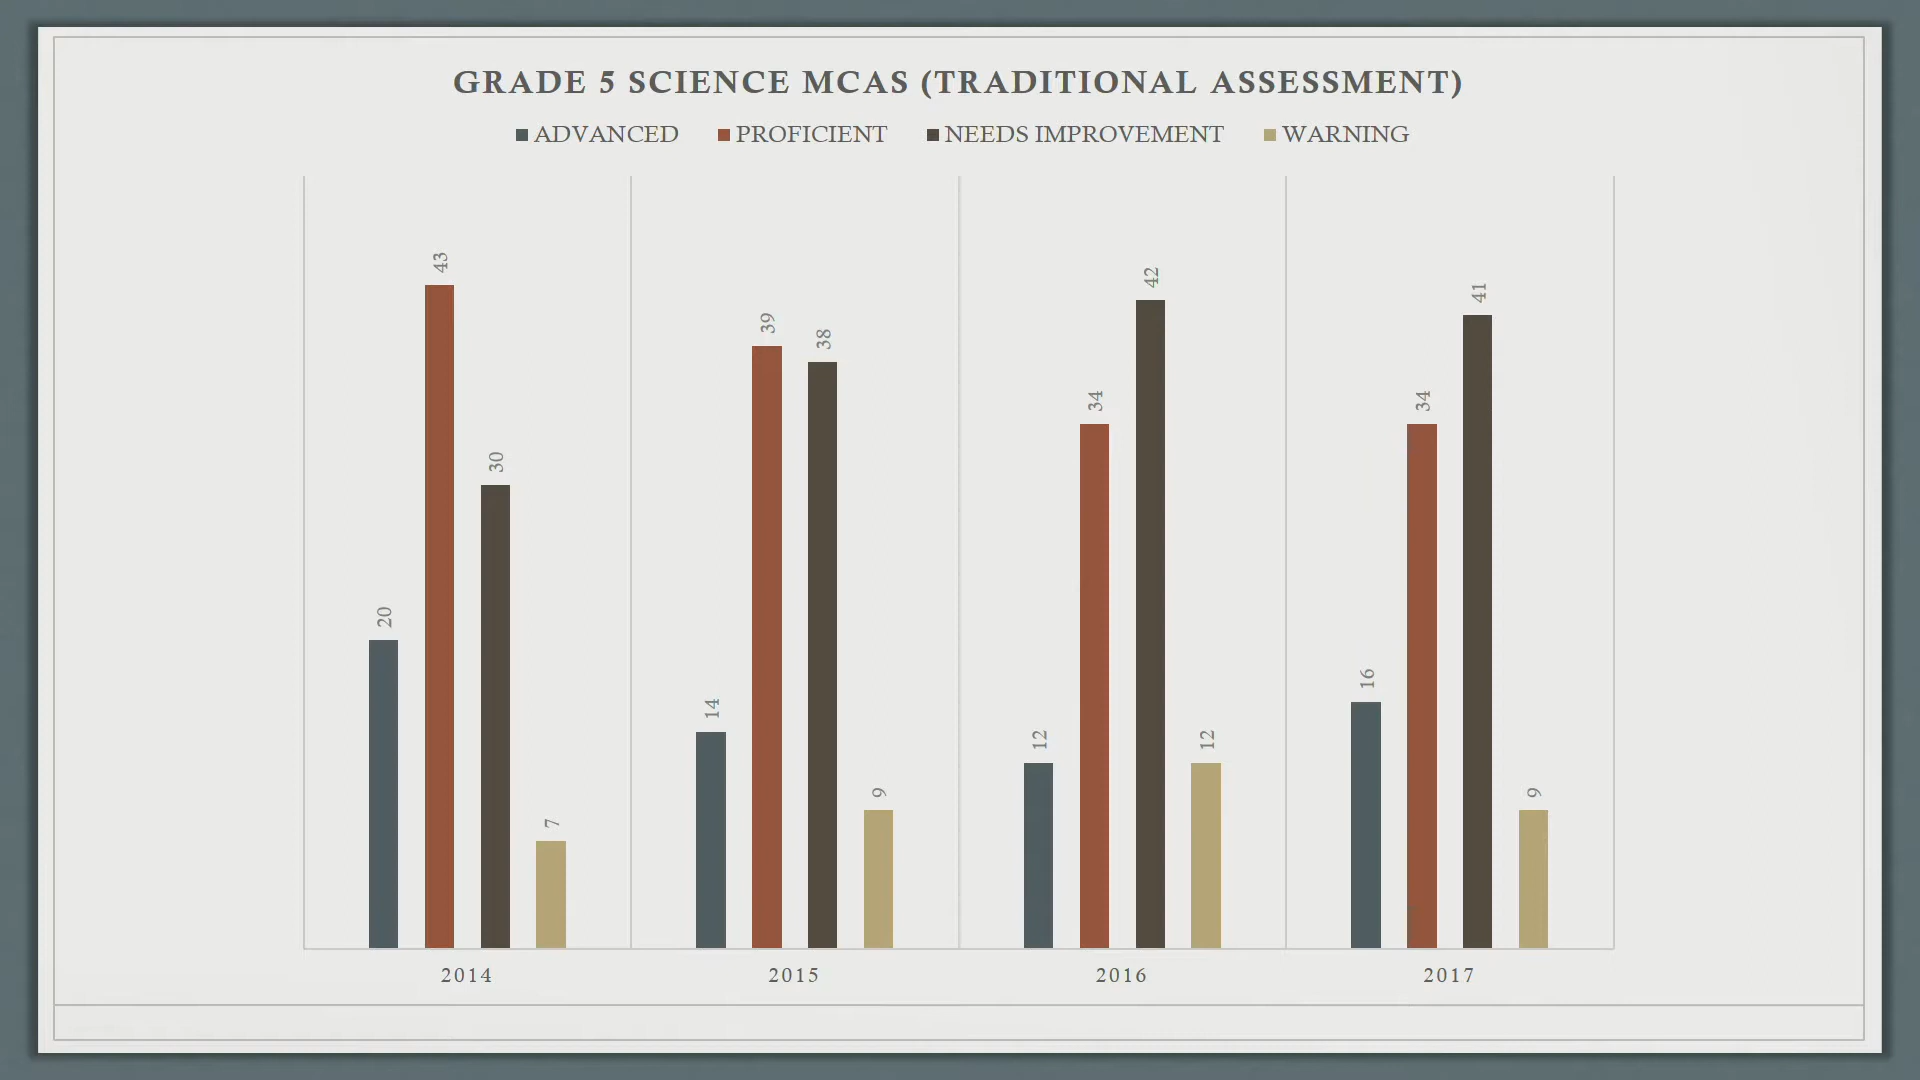 GRADE 5 SCIENCE MCAS (TRADITIONAL ASSESSMENT)
ADVANCED PROFICIENT NEEDS IMPROVEMENT WARNING
20 43 30 7
14 39 38 9
12 34 42 12
16 34 41 9
2014 2015 2016 2017